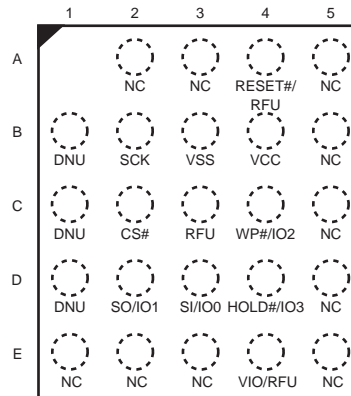 1 2 3 4 5
A
NC NC RESET#/ NC
RFU
B
DNU SCK VSS VCC NC
C
DNU CS# RFU WP#/IO2 NC
D
DNU SO/IO1 SI/IO0 HOLD#/IO3 NC
E
NC NC NC VIO/RFU NC